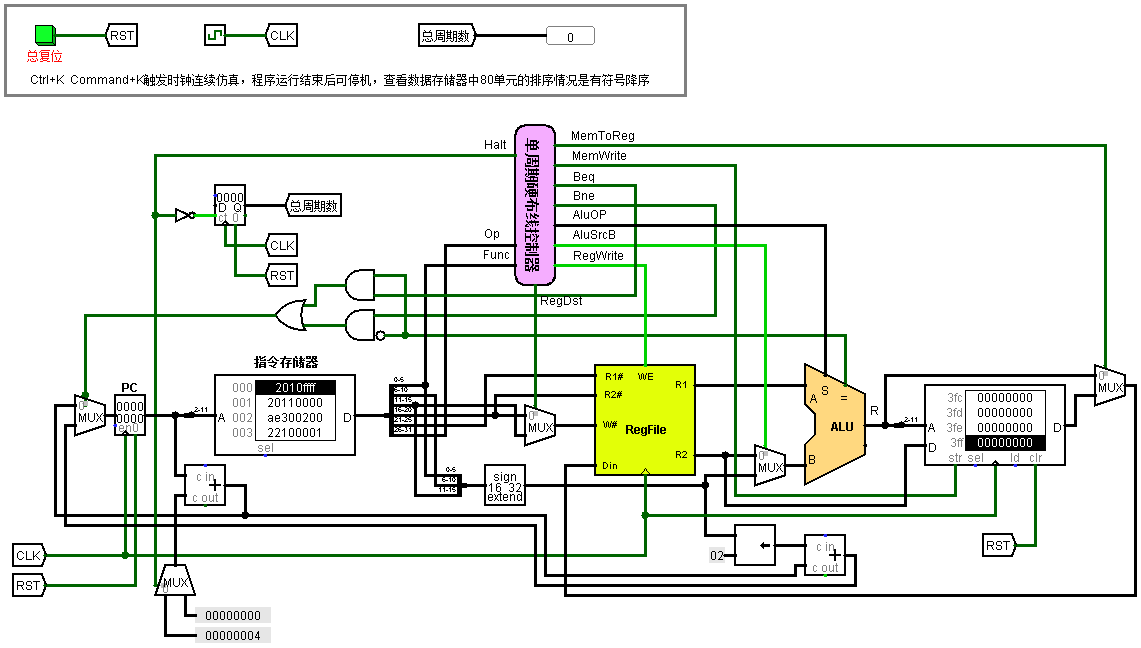 RST
CLK
总周期数
0
总复位
Ctrl+K Command+K触发时钟连续仿真，程序运行结束后可停机，查看数据存储器中80单元的排序情况是有符号降序
Halt
单周期硬布线控制器
MemToReg
MemWrite
Beq
Bne
AluOP
AluSrcB
RegWrite
Op
Func
RegDst
0000
D Q
ct 0
总周期数
CLK
RST
指令存储器
PC
0000
0000
en0
0
MUX
2-11
A
000 2010ffff
001 20110000
002 ae300200
003 22100001
D
sel
0-5
6-10
11-15
16-20
21-25
26-31
0
MUX
R1# WE R1
R2#
W# RegFile
R2
Din
0
MUX
A S =
ALU
B
R
2-11
A
D
3fc 00000000
3fd 00000000
3fe 00000000
3ff 00000000
D
str sel ld clr
0
MUX
c in
+
c out
0-5
6-10
11-15
sign
16 32
extend
02
c in
+
c out
RST
CLK
RST
MUX
0
00000000
00000004